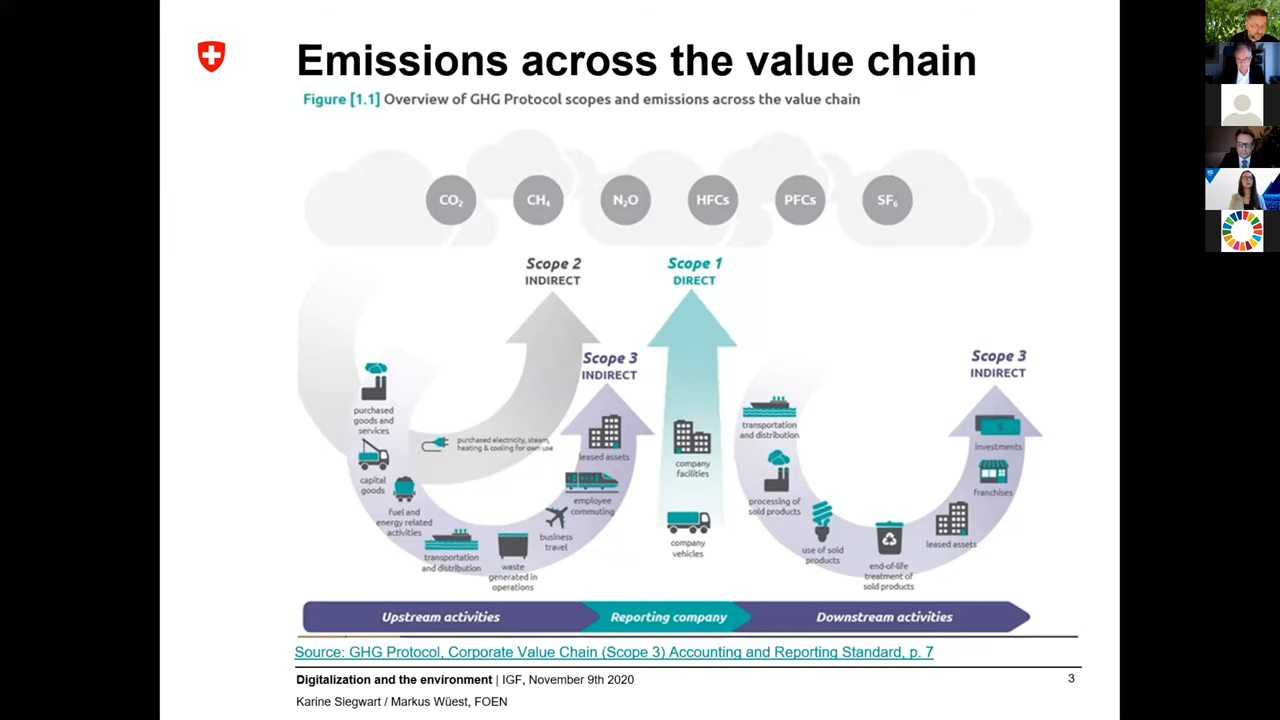 Emissions across the value chain
Figure [1.1] Overview of GHG Protocol scopes and emissions across the value chain
CO₂
CH₄
N₂O
HFCs
PFCs
SF₆
Scope 2
INDIRECT
Scope 1
DIRECT
Scope 3
INDIRECT
Scope 3
INDIRECT
purchased
goods and
services
capital
goods
fuel and
energy related
activities
transportation
and distribution
waste
generated in
operations
business
travel
employee
commuting
leased assets
purchased electricity, steam,
heating & cooling for own use
company
facilities
company
vehicles
transportation
and distribution
processing of
sold products
use of sold
products
end-of-life
treatment of
sold products
leased assets
franchises
investments
$
Upstream activities
Reporting company
Downstream activities
Source: GHG Protocol, Corporate Value Chain (Scope 3) Accounting and Reporting Standard, p. 7
Digitalization and the environment | IGF, November 9th 2020
3
Karine Siegwart / Markus Wüest, FOEN